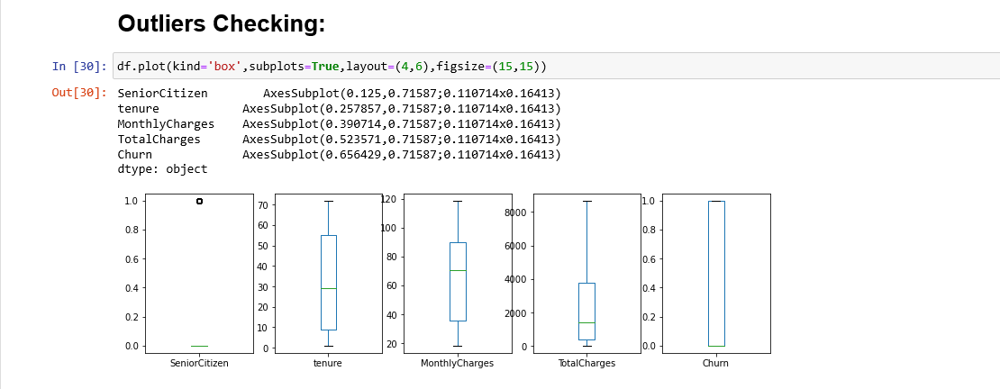 Outliers Checking:
In [30]: df.plot(kind='box',subplots=True,layout=(4,6),figsize=(15,15))
Out[30]: SeniorCitizen AxesSubplot(0.125,0.71587;0.110714x0.16413)
tenure AxesSubplot(0.257857,0.71587;0.110714x0.16413)
MonthlyCharges AxesSubplot(0.390714,0.71587;0.110714x0.16413)
TotalCharges AxesSubplot(0.523571,0.71587;0.110714x0.16413)
Churn AxesSubplot(0.656429,0.71587;0.110714x0.16413)
dtype: object
1.0
0.8
0.6
0.4
0.2
0.0
SeniorCitizen
70
60
50
40
30
20
10
0
tenure
120
100
80
60
40
20
MonthlyCharges
8000
6000
4000
2000
0
TotalCharges
1.0
0.8
0.6
0.4
0.2
0.0
Churn